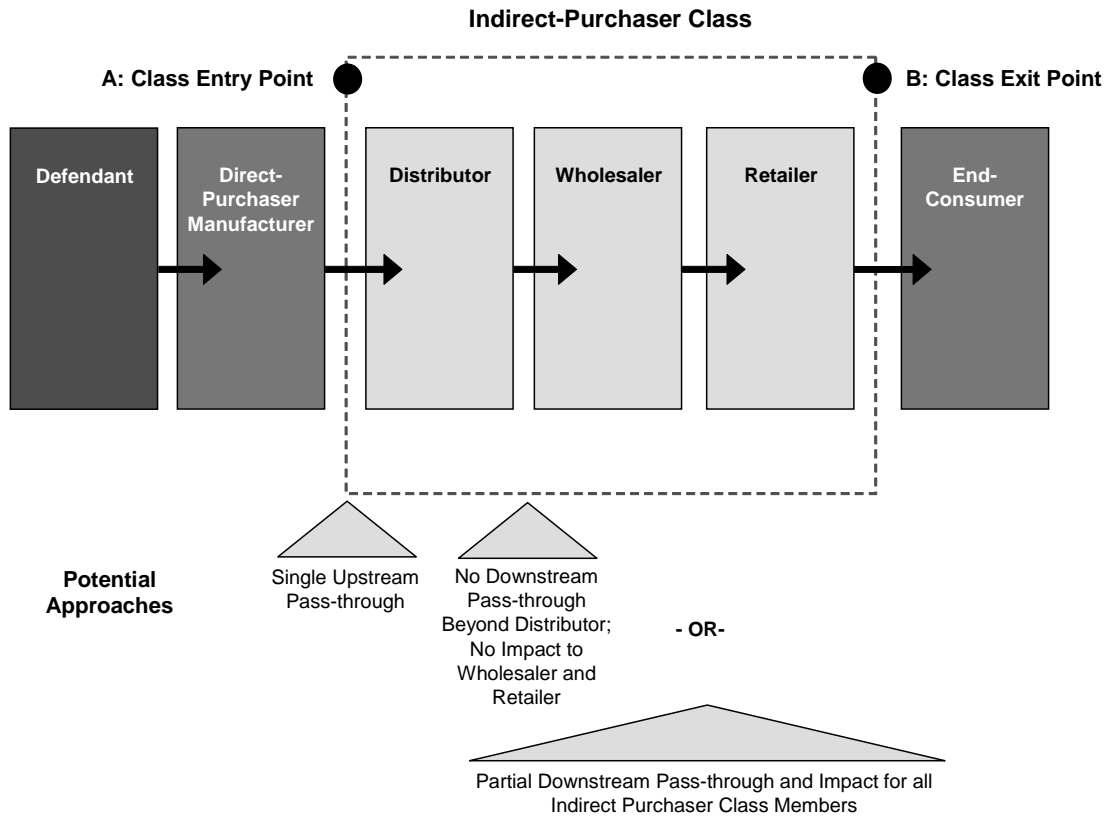 Indirect-Purchaser Class
A: Class Entry Point
B: Class Exit Point
Defendant
Direct-
Purchaser
Manufacturer
Distributor
Wholesaler
Retailer
End-
Consumer
Potential
Approaches
Single Upstream
Pass-through
No Downstream
Pass-through
Beyond Distributor;
No Impact to
Wholesaler and
Retailer
- OR-
Partial Downstream Pass-through and Impact for all
Indirect Purchaser Class Members